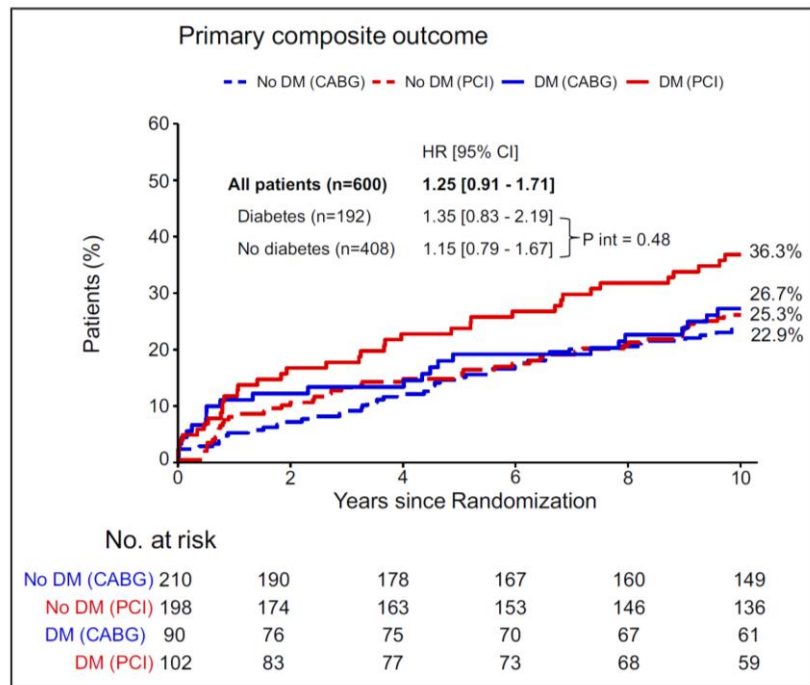 Primary composite outcome
No DM (CABG) No DM (PCI) DM (CABG) DM (PCI)
60
50
40
30
20
10
0
Patients (%)
HR [95% CI]
All patients (n=600) 1.25 [0.91 - 1.71]
Diabetes (n=192) 1.35 [0.83 - 2.19]
No diabetes (n=408) 1.15 [0.79 - 1.67]
P int = 0.48
36.3%
26.7%
25.3%
22.9%
0 2 4 6 8 10
Years since Randomization
No. at risk
No DM (CABG) 210 190 178 167 160 149
No DM (PCI) 198 174 163 153 146 136
DM (CABG) 90 76 75 70 67 61
DM (PCI) 102 83 77 73 68 59